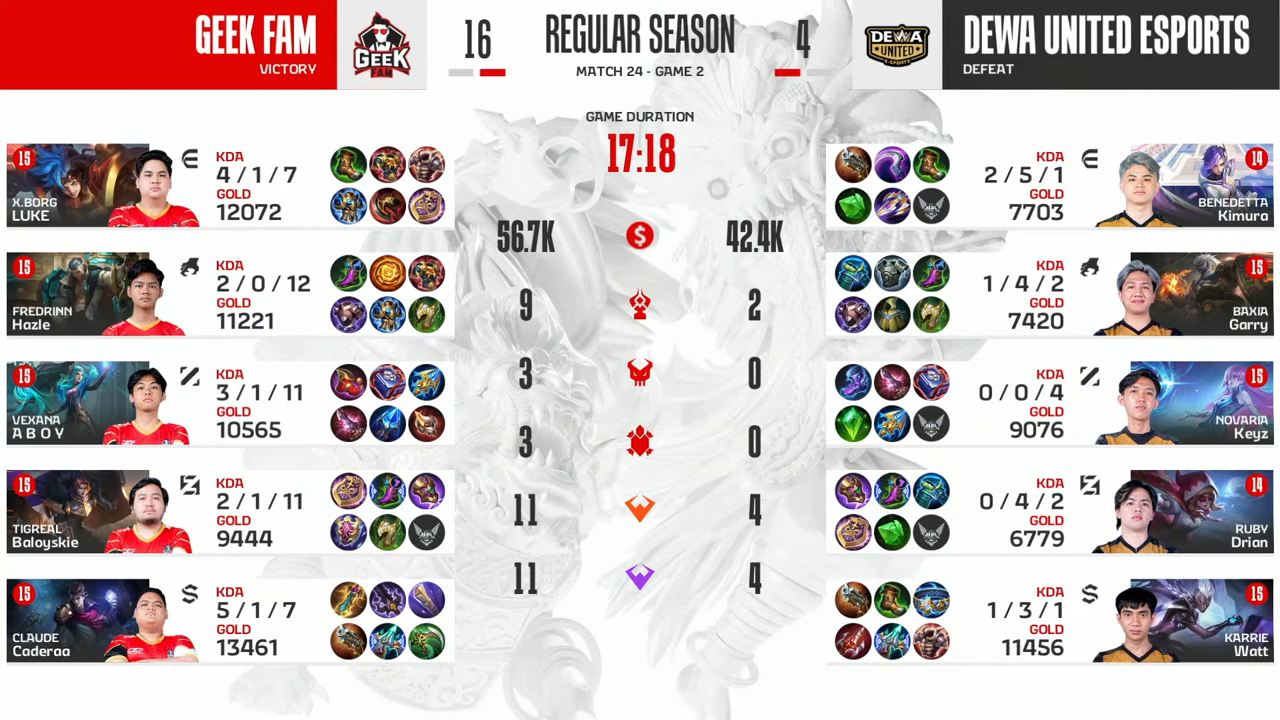 GEEK FAM
VICTORY
GEEK
FAM
16
REGULAR SEASON
MATCH 24 - GAME 2
4
DEWA
UNITED
E-SPORTS
DEWA UNITED ESPORTS
DEFEAT
GAME DURATION
17:18
56.7K
42.4K
9
2
3
0
3
0
11
4
11
4
15
X.BORG
LUKE
KDA
4 / 1 / 7
GOLD
12072
15
FREDRINN
Hazle
KDA
2 / 0 / 12
GOLD
11221
15
VEXANA
A B O Y
KDA
3 / 1 / 11
GOLD
10565
15
TIGREAL
Baloyskie
KDA
2 / 1 / 11
GOLD
9444
15
CLAUDE
Caderaa
KDA
5 / 1 / 7
GOLD
13461
KDA
2 / 5 / 1
GOLD
7703
14
BENEDETTA
Kimura
KDA
1 / 4 / 2
GOLD
7420
15
BAXIA
Garry
KDA
0 / 0 / 4
GOLD
9076
15
NOVARIA
Keyz
KDA
0 / 4 / 2
GOLD
6779
14
RUBY
Drian
KDA
1 / 3 / 1
GOLD
11456
15
KARRIE
Watt